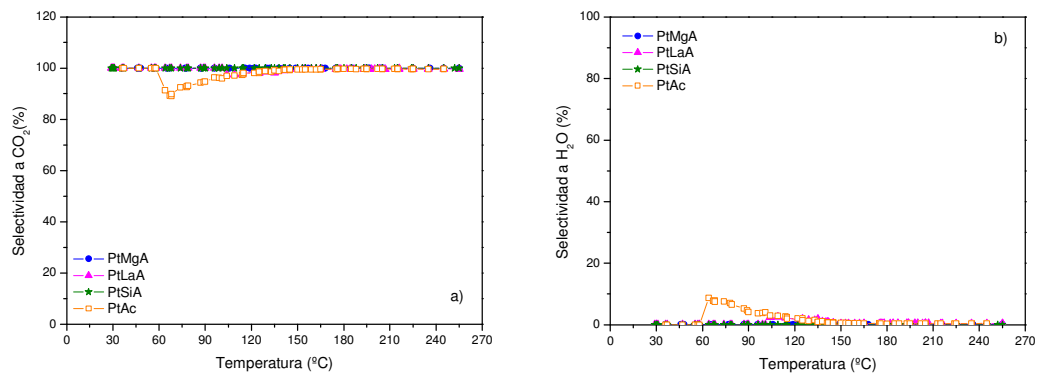 120
100
80
60
40
20
0
Selectividad a CO₂(%)
PtMgA
PtLaA
PtSiA
PtAc
a)
0 30 60 90 120 150 180 210 240 270
Temperatura (ºC)
100
80
60
40
20
0
Selectividad a H₂O (%)
PtMgA
PtLaA
PtSiA
PtAc
b)
0 30 60 90 120 150 180 210 240 270
Temperatura (ºC)